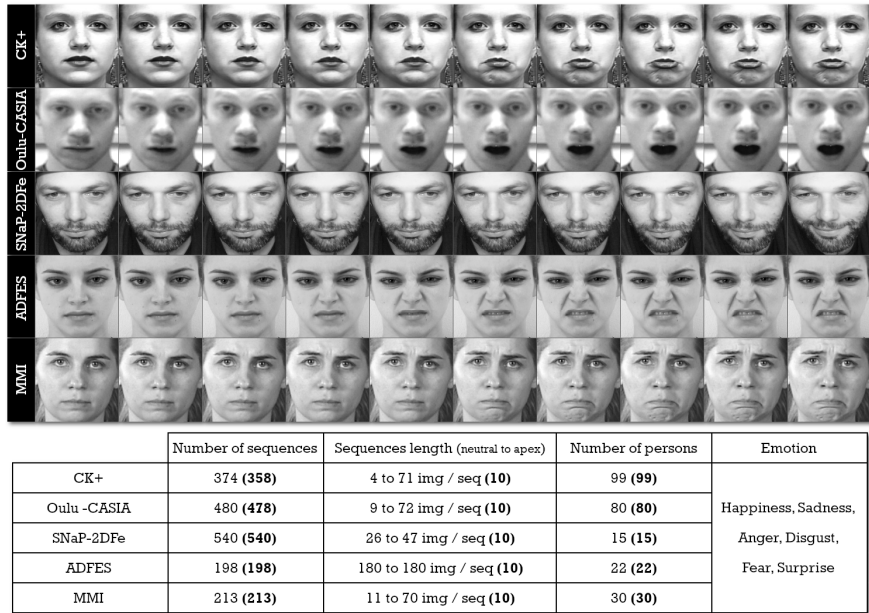 CK+
Oulu-CASIA
SNaP-2DFe
ADFES
MMI
Number of sequences Sequences length (neutral to apex) Number of persons Emotion
CK+ 374 (358) 4 to 71 img / seq (10) 99 (99)
Oulu -CASIA 480 (478) 9 to 72 img / seq (10) 80 (80) Happiness, Sadness,
SNaP-2DFe 540 (540) 26 to 47 img / seq (10) 15 (15) Anger, Disgust,
ADFES 198 (198) 180 to 180 img / seq (10) 22 (22) Fear, Surprise
MMI 213 (213) 11 to 70 img / seq (10) 30 (30)